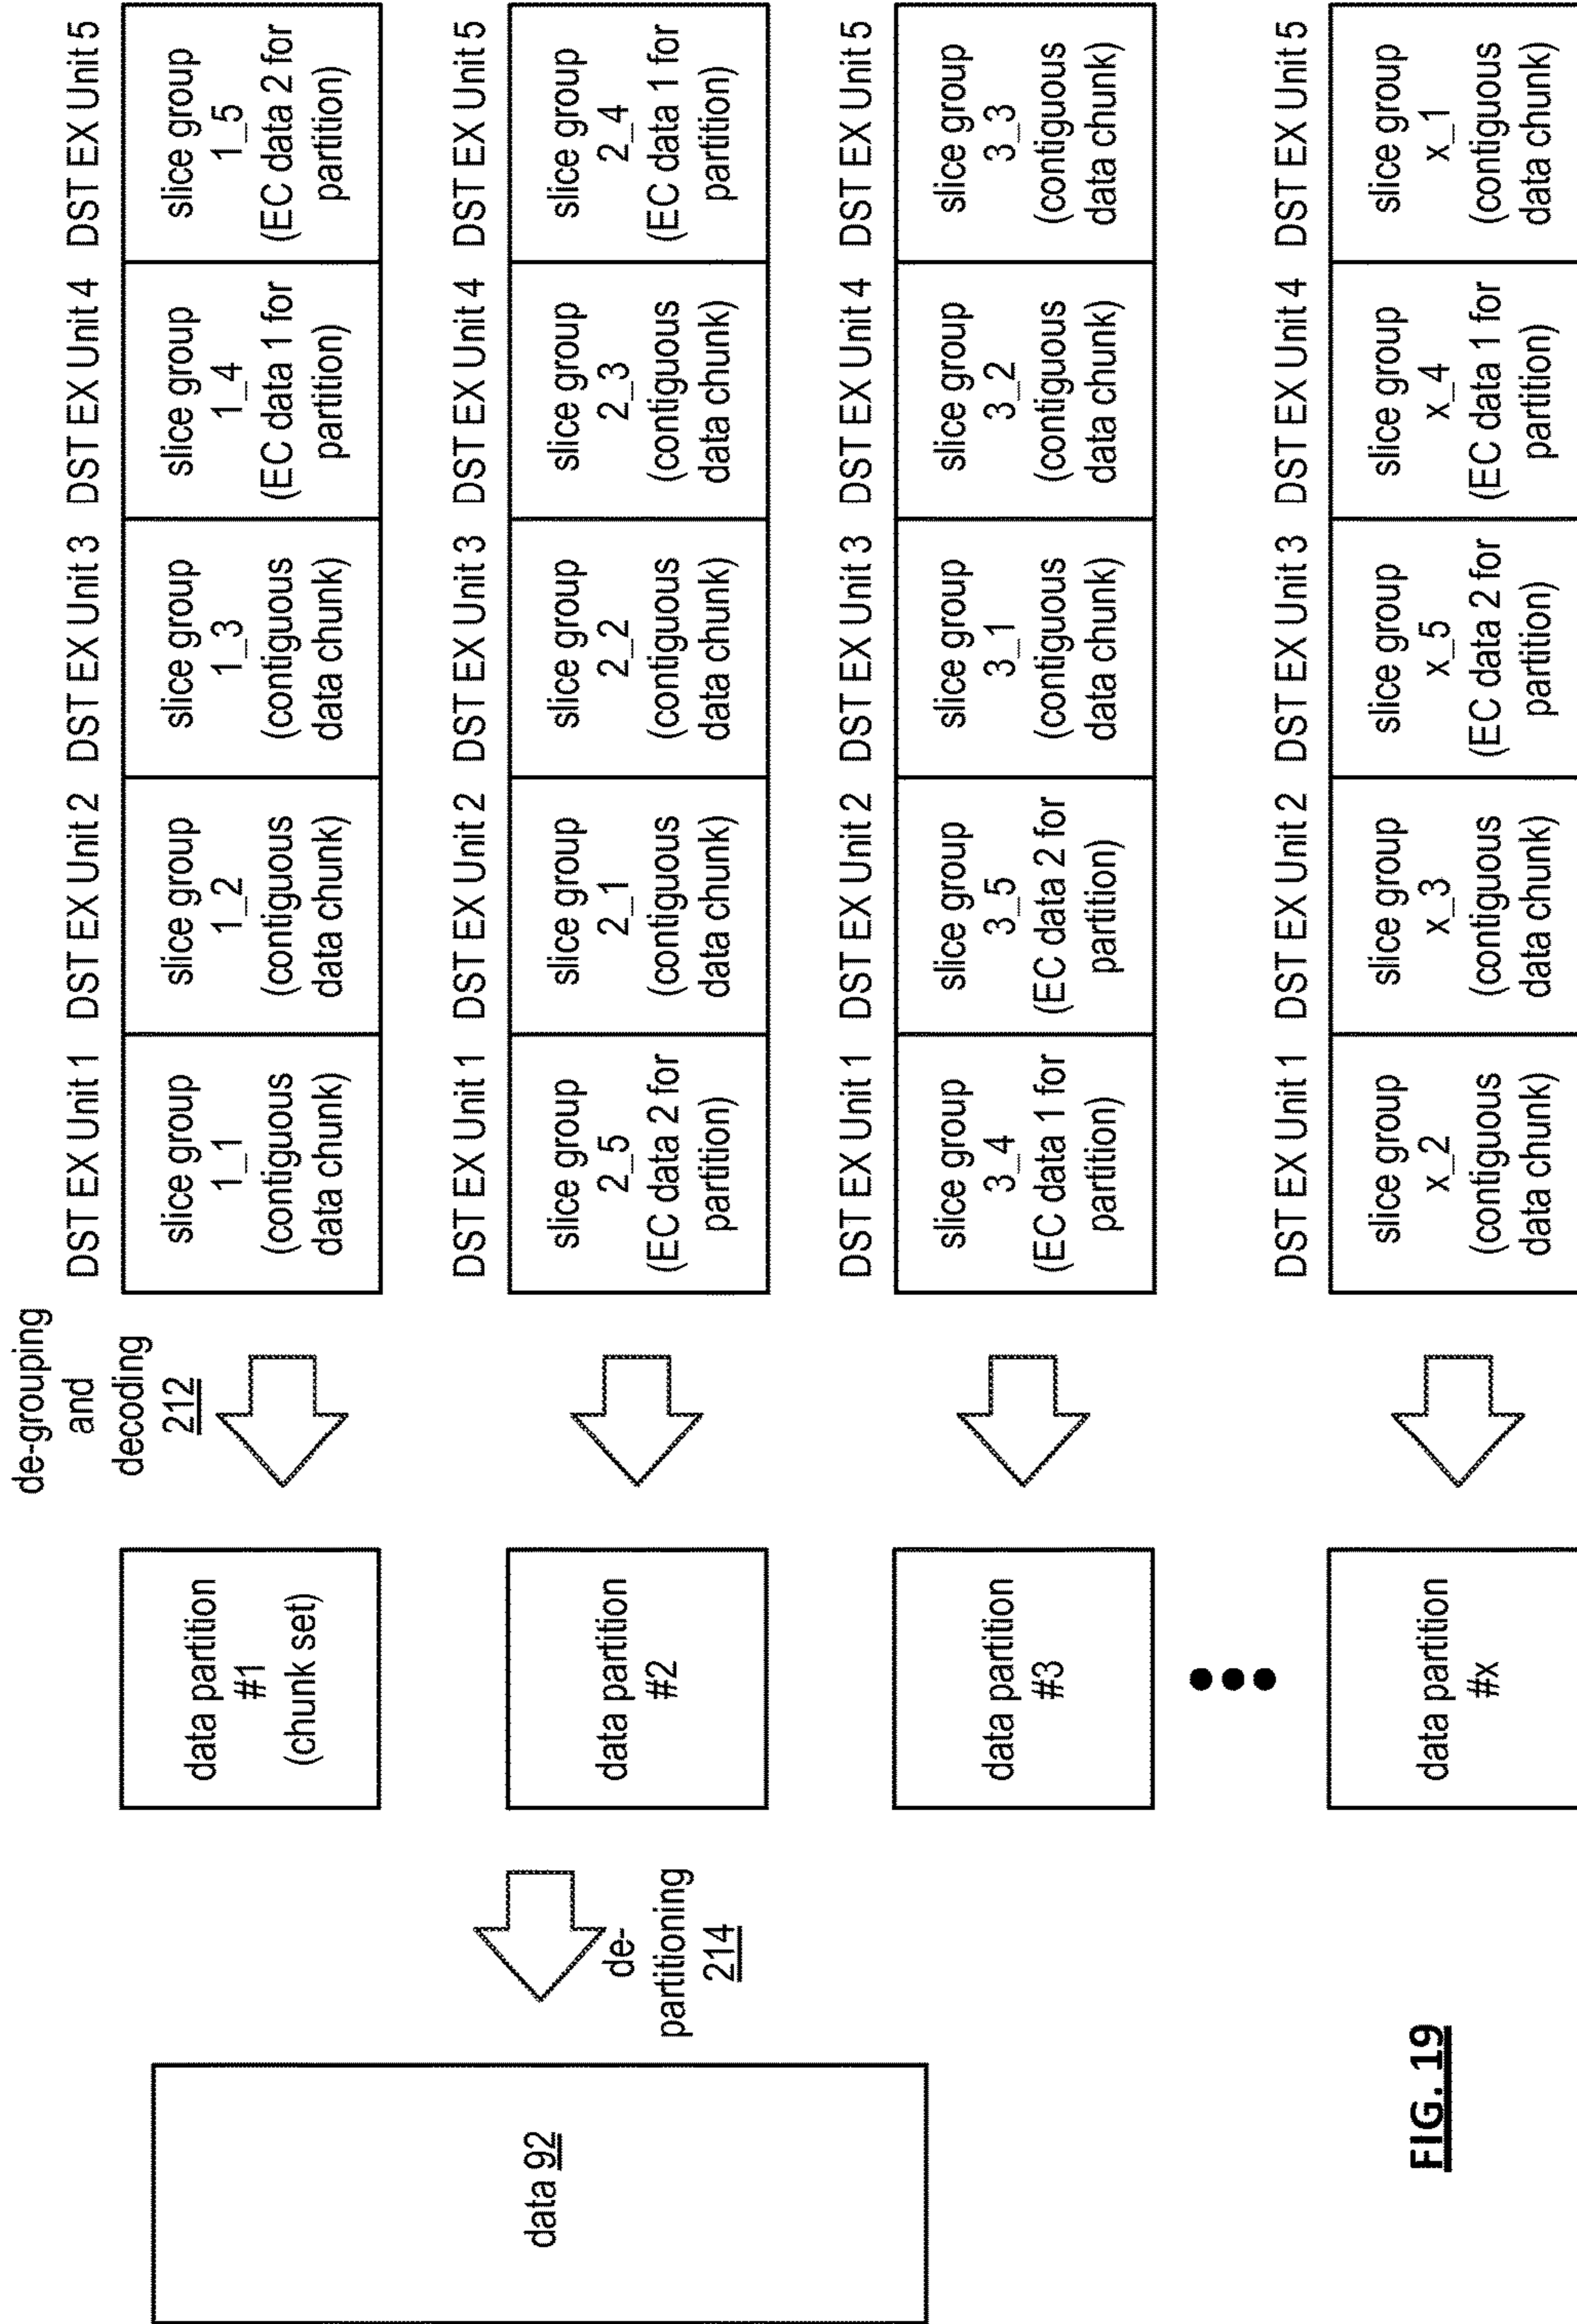 data 92
de-
partitioning
214
data partition
#1
(chunk set)
data partition
#2
data partition
#3
data partition
#x
de-grouping
and
decoding
212
DST EX Unit 1
DST EX Unit 2
DST EX Unit 3
DST EX Unit 4
DST EX Unit 5
slice group
1_1
(contiguous
data chunk)
slice group
1_2
(contiguous
data chunk)
slice group
1_3
(contiguous
data chunk)
slice group
1_4
(EC data 1 for
partition)
slice group
1_5
(EC data 2 for
partition)
DST EX Unit 1
DST EX Unit 2
DST EX Unit 3
DST EX Unit 4
DST EX Unit 5
slice group
2_5
(EC data 2 for
partition)
slice group
2_1
(contiguous
data chunk)
slice group
2_2
(contiguous
data chunk)
slice group
2_3
(contiguous
data chunk)
slice group
2_4
(EC data 1 for
partition)
DST EX Unit 1
DST EX Unit 2
DST EX Unit 3
DST EX Unit 4
DST EX Unit 5
slice group
3_4
(EC data 1 for
partition)
slice group
3_5
(EC data 2 for
partition)
slice group
3_1
(contiguous
data chunk)
slice group
3_2
(contiguous
data chunk)
slice group
3_3
(contiguous
data chunk)
DST EX Unit 1
DST EX Unit 2
DST EX Unit 3
DST EX Unit 4
DST EX Unit 5
slice group
x_2
(contiguous
data chunk)
slice group
x_3
(contiguous
data chunk)
slice group
x_5
(EC data 2 for
partition)
slice group
x_4
(EC data 1 for
partition)
slice group
x_1
(contiguous
data chunk)
FIG. 19